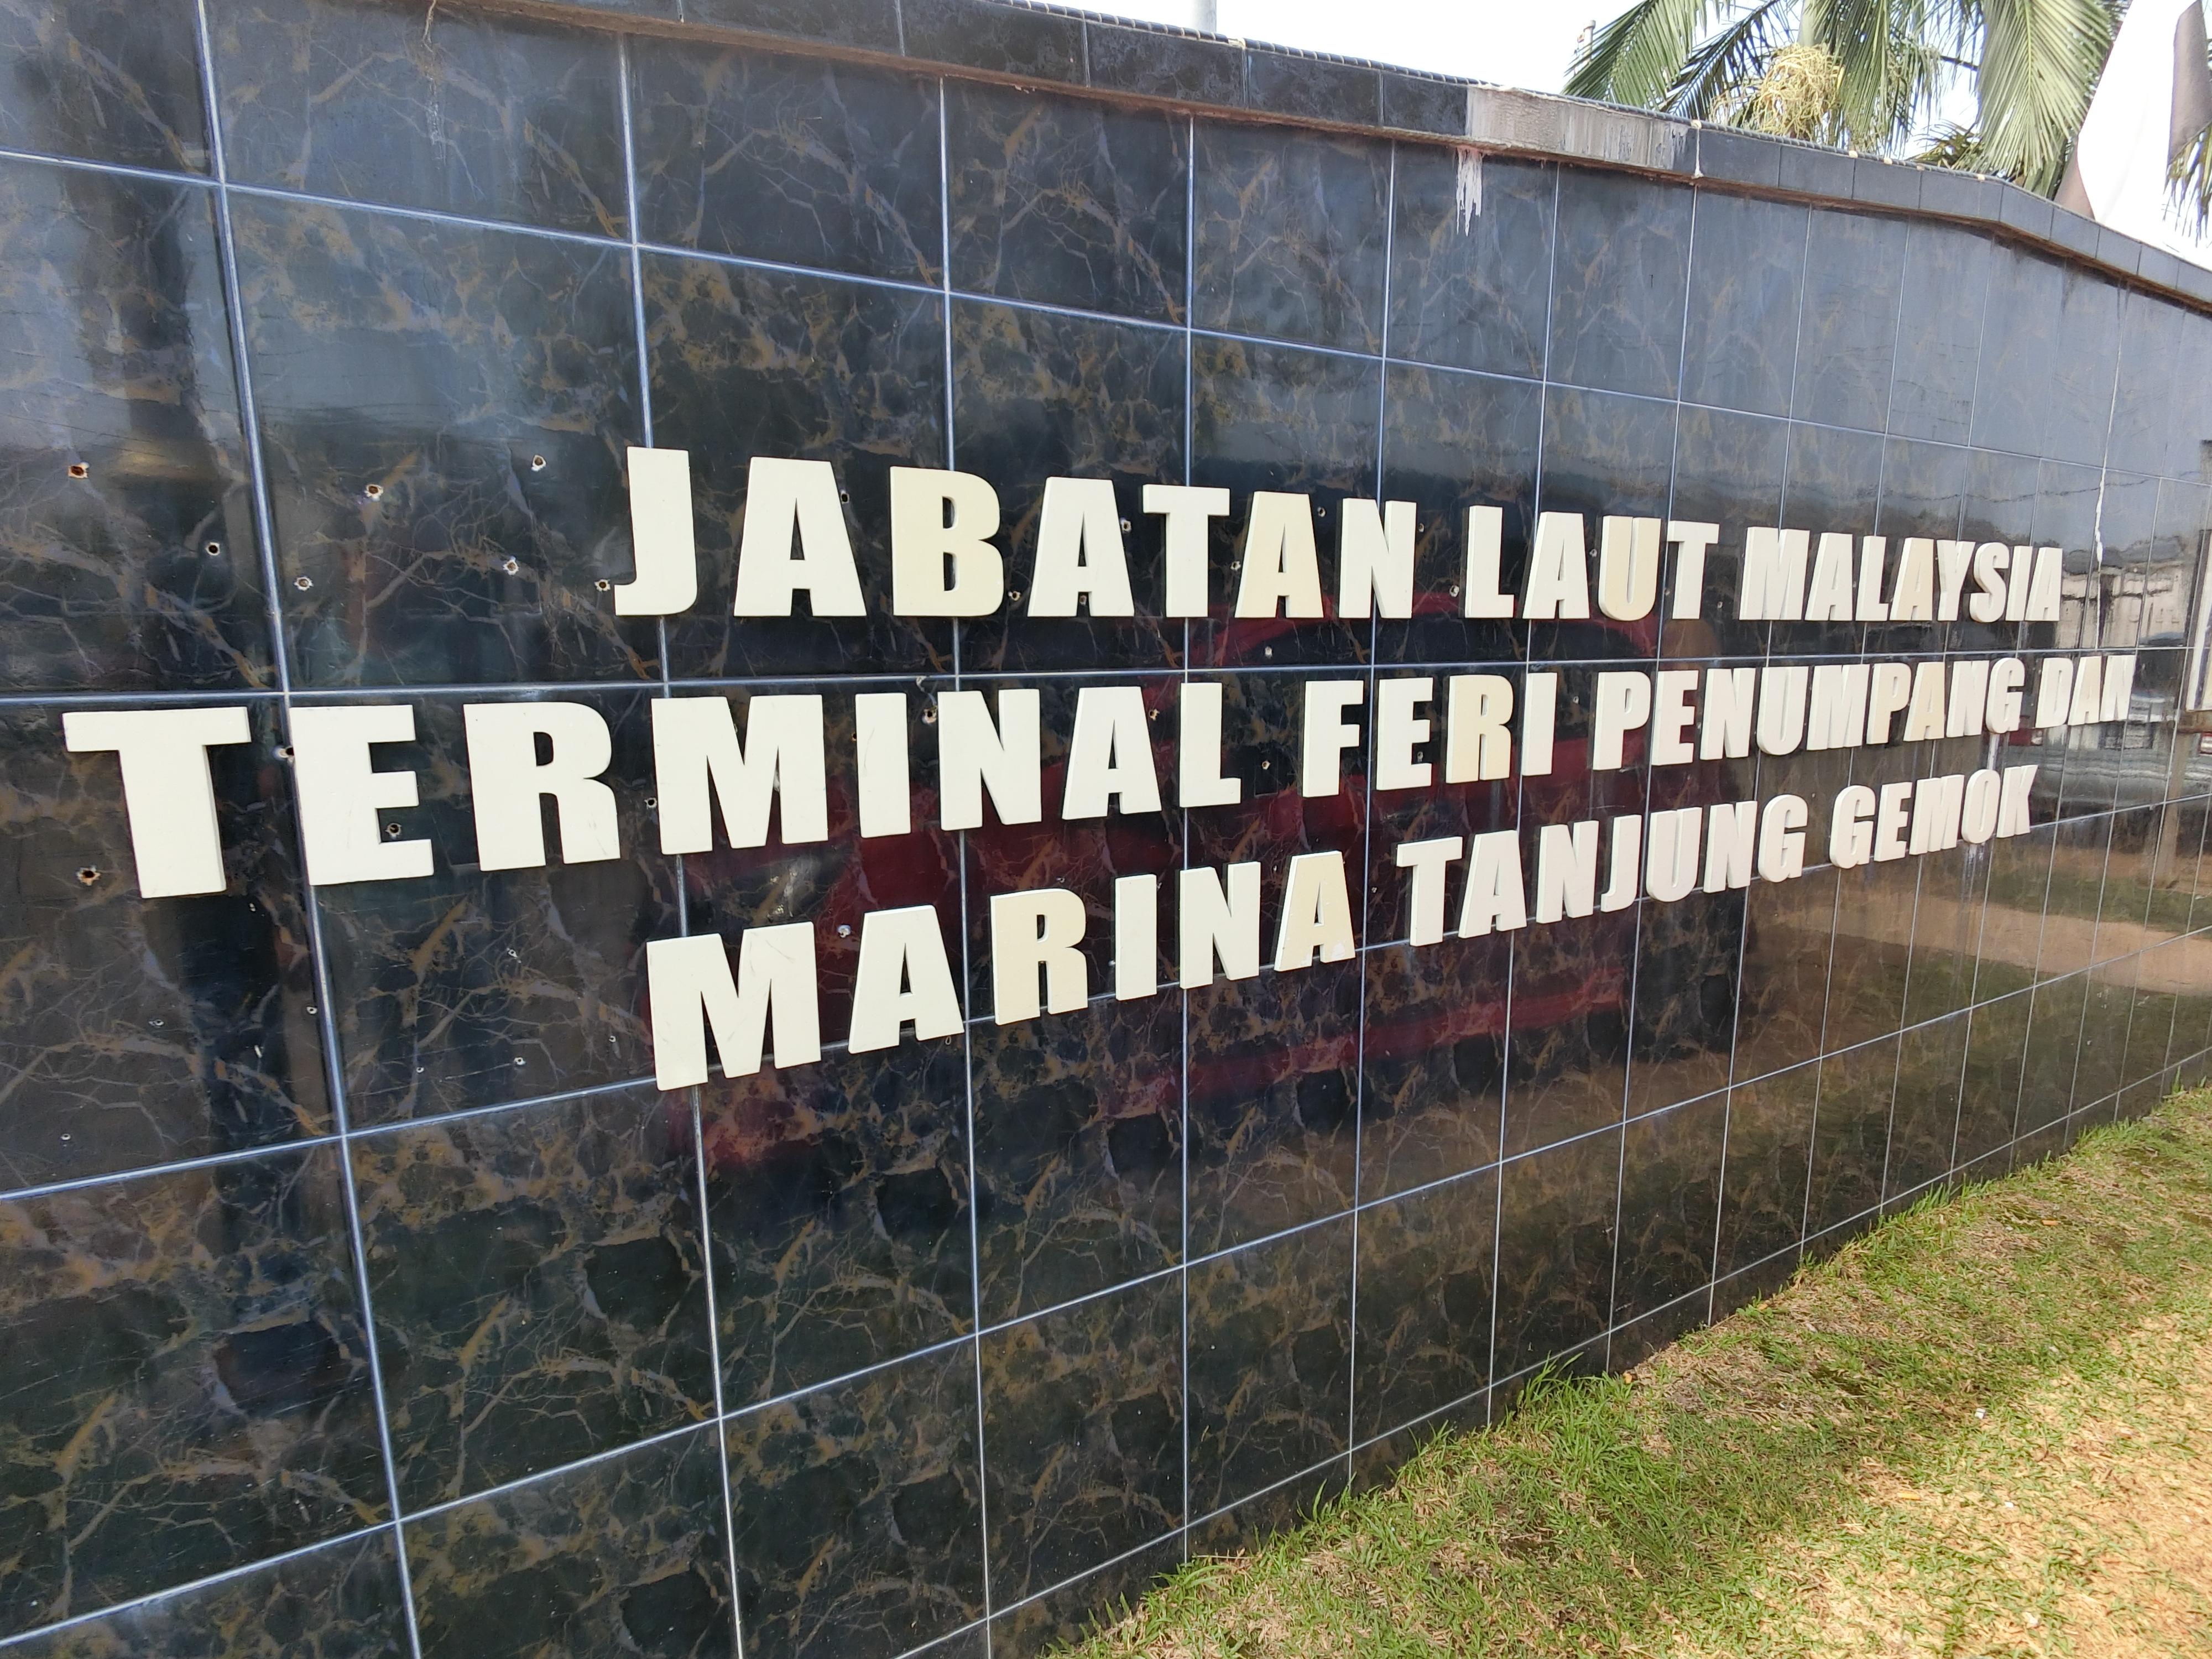 JABATAN LAUT MALAYSIA
TERMINAL FERI PENUMPANG DAN
MARINA TANJUNG GEMOK